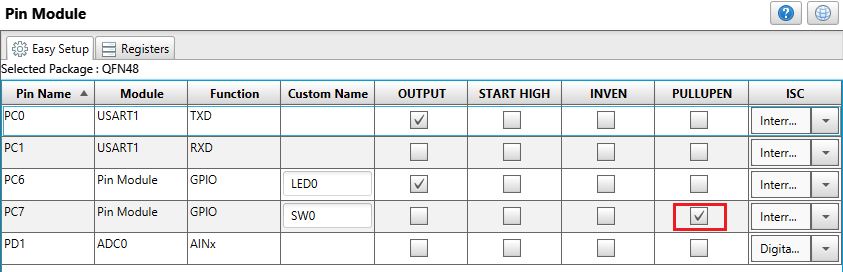 Pin Module
?
Easy Setup Registers
Selected Package : QFN48
Pin Name Module Function Custom Name OUTPUT START HIGH INVEN PULLUPEN ISC
PC0 USART1 TXD Interr...
PC1 USART1 RXD Interr...
PC6 Pin Module GPIO LED0 Interr...
PC7 Pin Module GPIO SW0 Interr...
PD1 ADC0 AINx Digita...